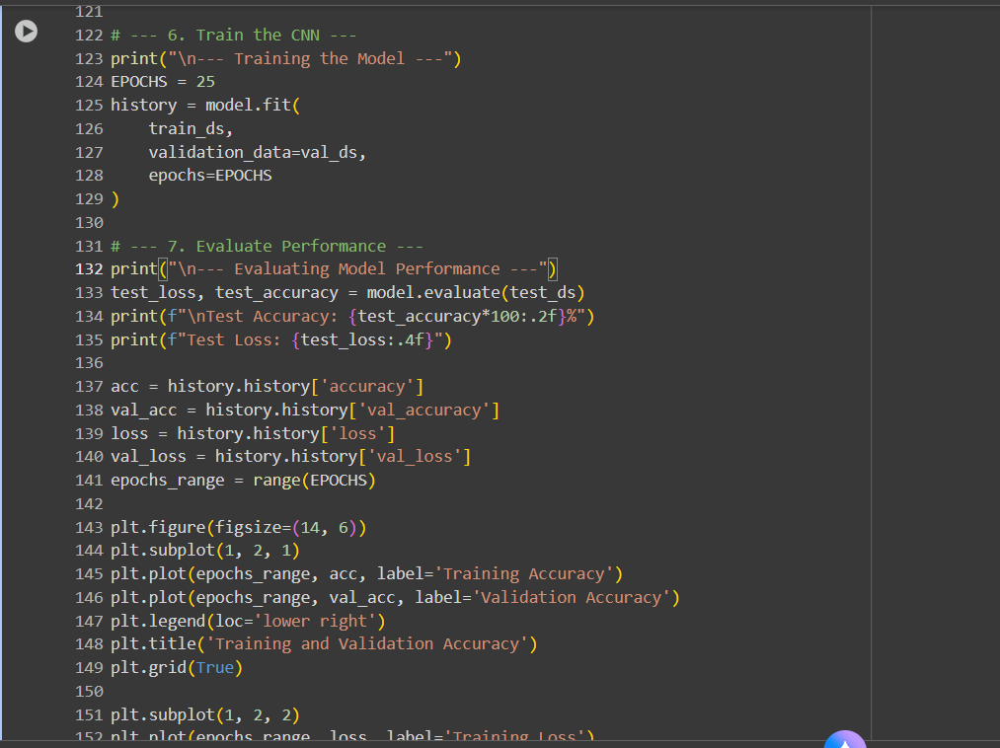 121
122 # --- 6. Train the CNN ---
123 print("\n--- Training the Model ---")
124 EPOCHS = 25
125 history = model.fit(
126     train_ds,
127     validation_data=val_ds,
128     epochs=EPOCHS
129 )
130
131 # --- 7. Evaluate Performance ---
132 print("\n--- Evaluating Model Performance ---")
133 test_loss, test_accuracy = model.evaluate(test_ds)
134 print(f"\nTest Accuracy: {test_accuracy*100:.2f}%")
135 print(f"Test Loss: {test_loss:.4f}")
136
137 acc = history.history['accuracy']
138 val_acc = history.history['val_accuracy']
139 loss = history.history['loss']
140 val_loss = history.history['val_loss']
141 epochs_range = range(EPOCHS)
142
143 plt.figure(figsize=(14, 6))
144 plt.subplot(1, 2, 1)
145 plt.plot(epochs_range, acc, label='Training Accuracy')
146 plt.plot(epochs_range, val_acc, label='Validation Accuracy')
147 plt.legend(loc='lower right')
148 plt.title('Training and Validation Accuracy')
149 plt.grid(True)
150
151 plt.subplot(1, 2, 2)
152 plt.plot(epochs_range, loss, label='Training Loss')